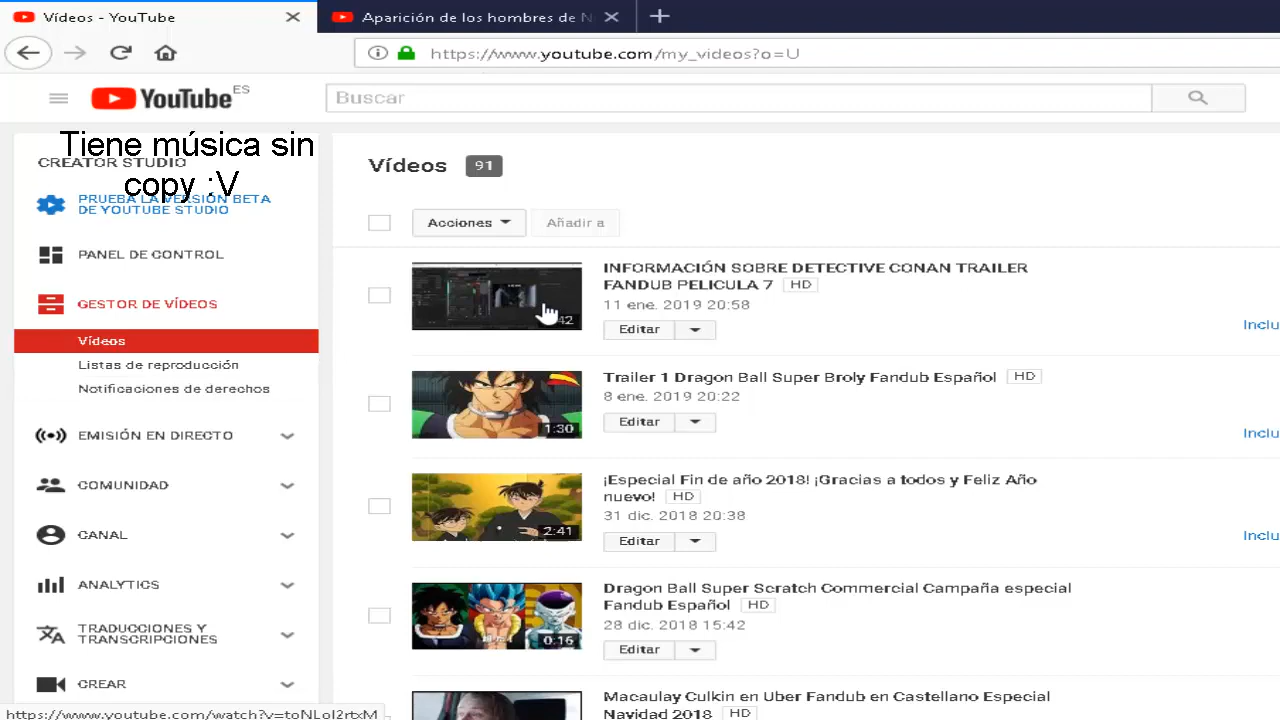 Vídeos - YouTube
Aparición de los hombres de N
https://www.youtube.com/my_videos?o=U
YouTube ES
Buscar
Tiene música sin
copy :V
CREATOR STUDIO
PRUEBA LA VERSIÓN BETA
DE YOUTUBE STUDIO
PANEL DE CONTROL
GESTOR DE VÍDEOS
Vídeos
Listas de reproducción
Notificaciones de derechos
EMISIÓN EN DIRECTO
COMUNIDAD
CANAL
ANALYTICS
TRADUCCIONES Y
TRANSCRIPCIONES
CREAR
https://www.youtube.com/watch?v=toNLoI2rtxM
Vídeos 91
Acciones
Añadir a
INFORMACIÓN SOBRE DETECTIVE CONAN TRAILER
FANDUB PELICULA 7 HD
11 ene. 2019 20:58
Editar
Inclu
42
Trailer 1 Dragon Ball Super Broly Fandub Español HD
8 ene. 2019 20:22
Editar
Inclu
1:30
¡Especial Fin de año 2018! ¡Gracias a todos y Feliz Año
nuevo! HD
31 dic. 2018 20:38
Editar
Inclu
2:41
Dragon Ball Super Scratch Commercial Campaña especial
Fandub Español HD
28 dic. 2018 15:42
Editar
0:16
Macaulay Culkin en Uber Fandub en Castellano Especial
Navidad 2018 HD